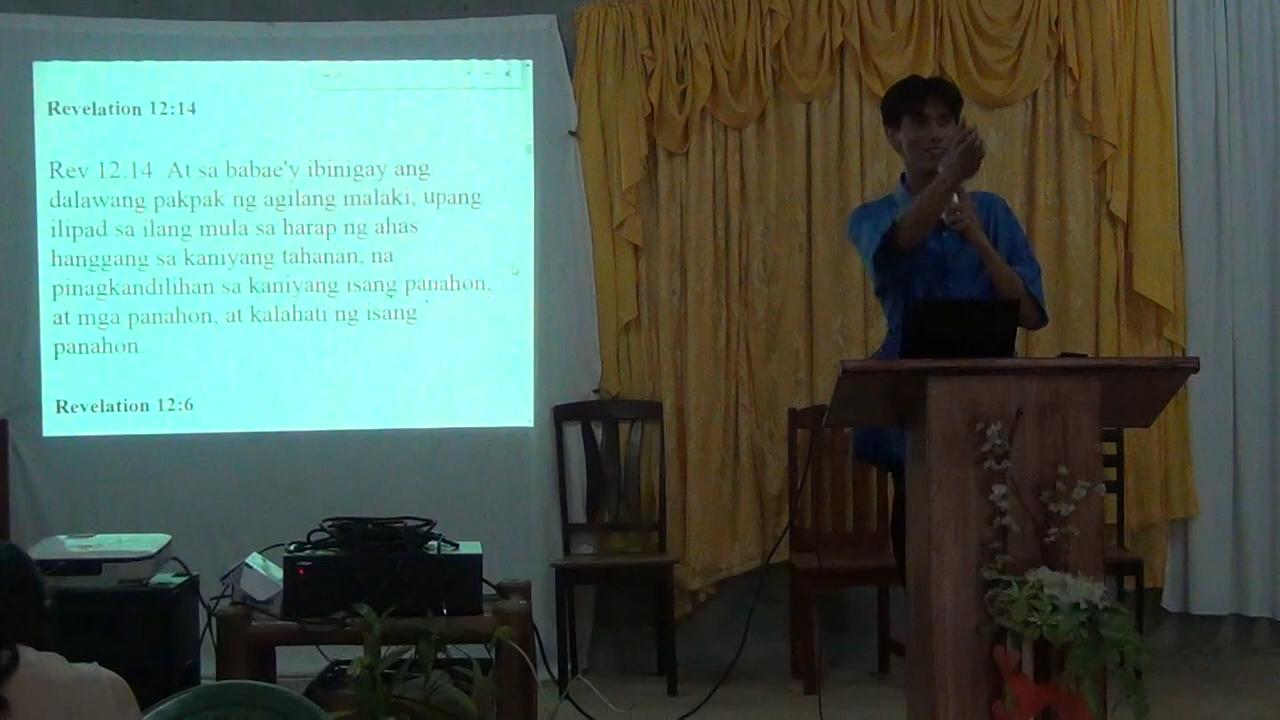 Revelation 12:14
Rev 12.14 At sa babae'y ibinigay ang
dalawang pakpak ng agilang malaki, upang
ilipad sa ilang mula sa harap ng ahas
hanggang sa kaniyang tahanan, na
pinagkandilihan sa kaniyang isang panahon,
at mga panahon, at kalahati ng isang
panahon.
Revelation 12:6